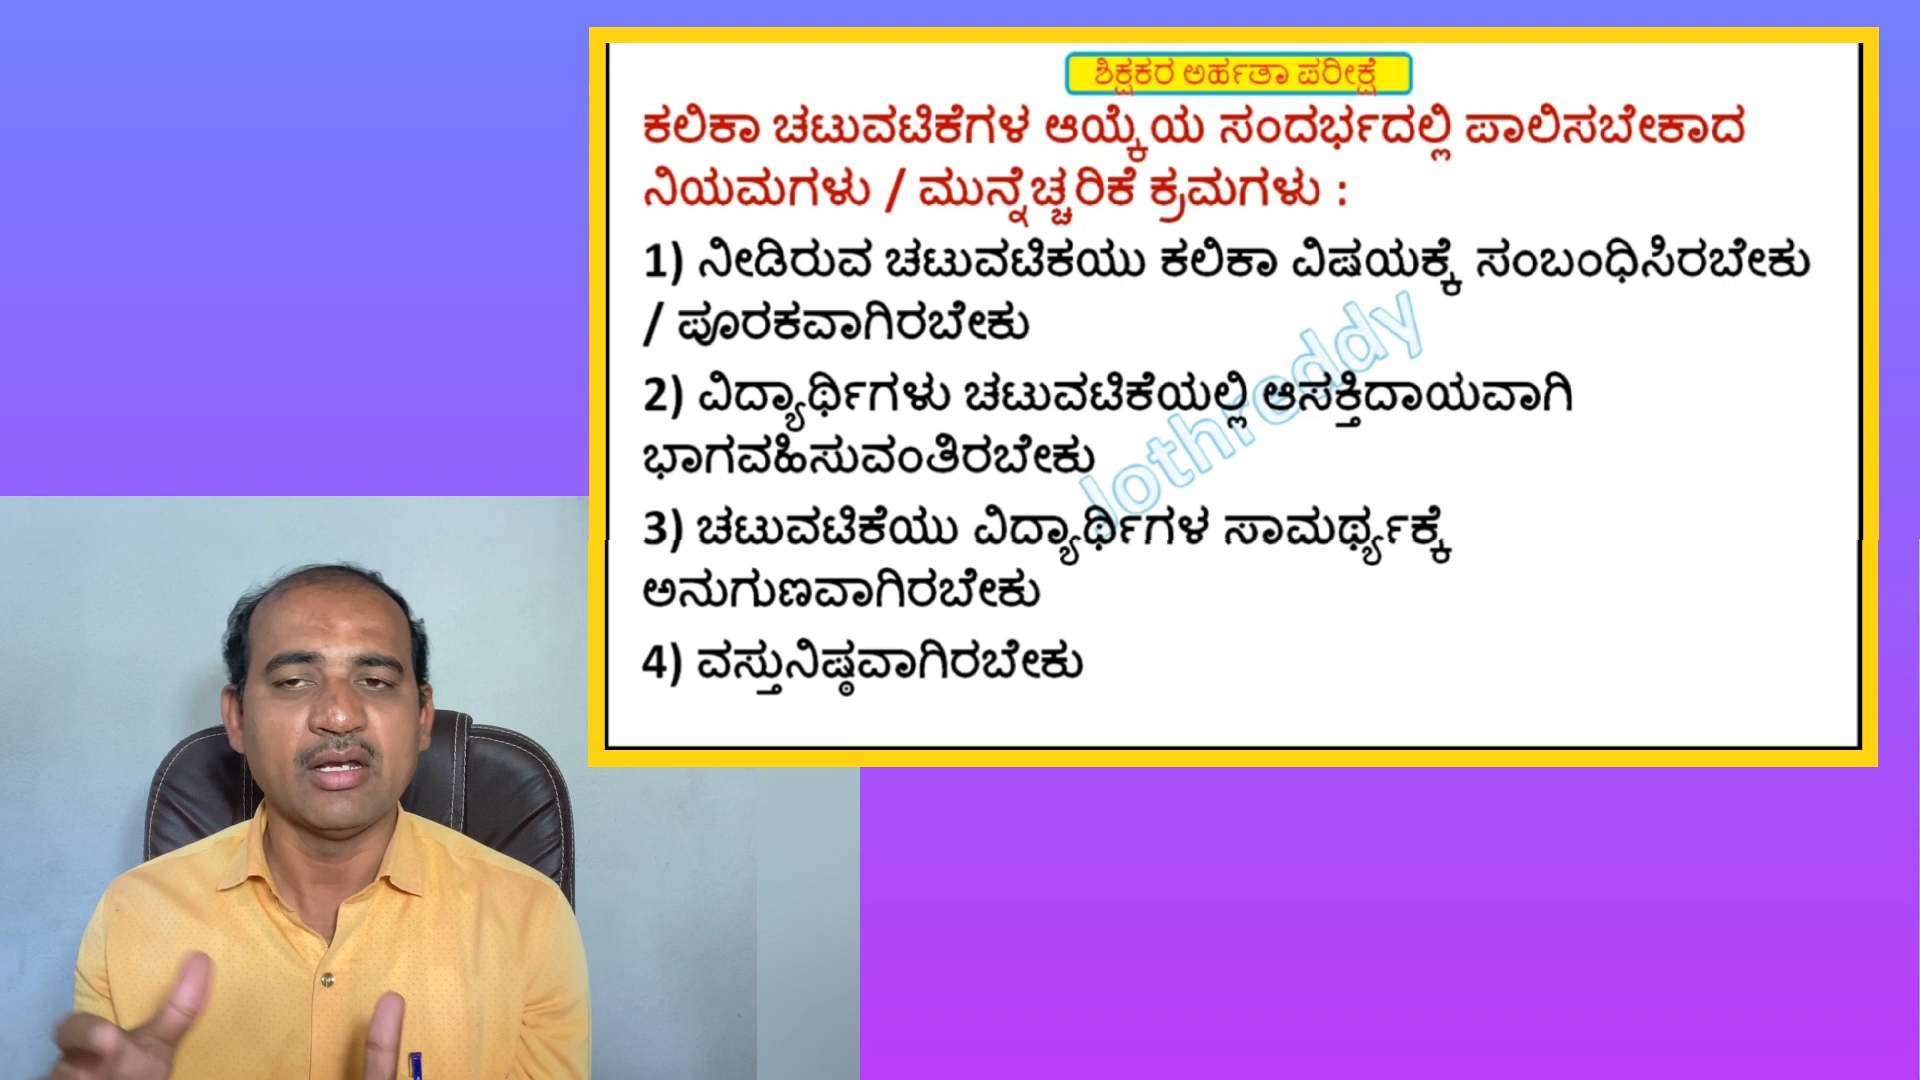 ಶಿಕ್ಷಕರ ಅರ್ಹತಾ ಪರೀಕ್ಷೆ
ಕಲಿಕಾ ಚಟುವಟಿಕೆಗಳ ಆಯ್ಕೆಯ ಸಂದರ್ಭದಲ್ಲಿ ಪಾಲಿಸಬೇಕಾದ
ನಿಯಮಗಳು / ಮುನ್ನೆಚ್ಚರಿಕೆ ಕ್ರಮಗಳು :
1) ನೀಡಿರುವ ಚಟುವಟಿಕಯು ಕಲಿಕಾ ವಿಷಯಕ್ಕೆ ಸಂಬಂಧಿಸಿರಬೇಕು
/ ಪೂರಕವಾಗಿರಬೇಕು
2) ವಿದ್ಯಾರ್ಥಿಗಳು ಚಟುವಟಿಕೆಯಲ್ಲಿ ಆಸಕ್ತಿದಾಯವಾಗಿ
ಭಾಗವಹಿಸುವಂತಿರಬೇಕು
3) ಚಟುವಟಿಕೆಯು ವಿದ್ಯಾರ್ಥಿಗಳ ಸಾಮರ್ಥ್ಯಕ್ಕೆ
ಅನುಗುಣವಾಗಿರಬೇಕು
4) ವಸ್ತುನಿಷ್ಠವಾಗಿರಬೇಕು
Jothreddy